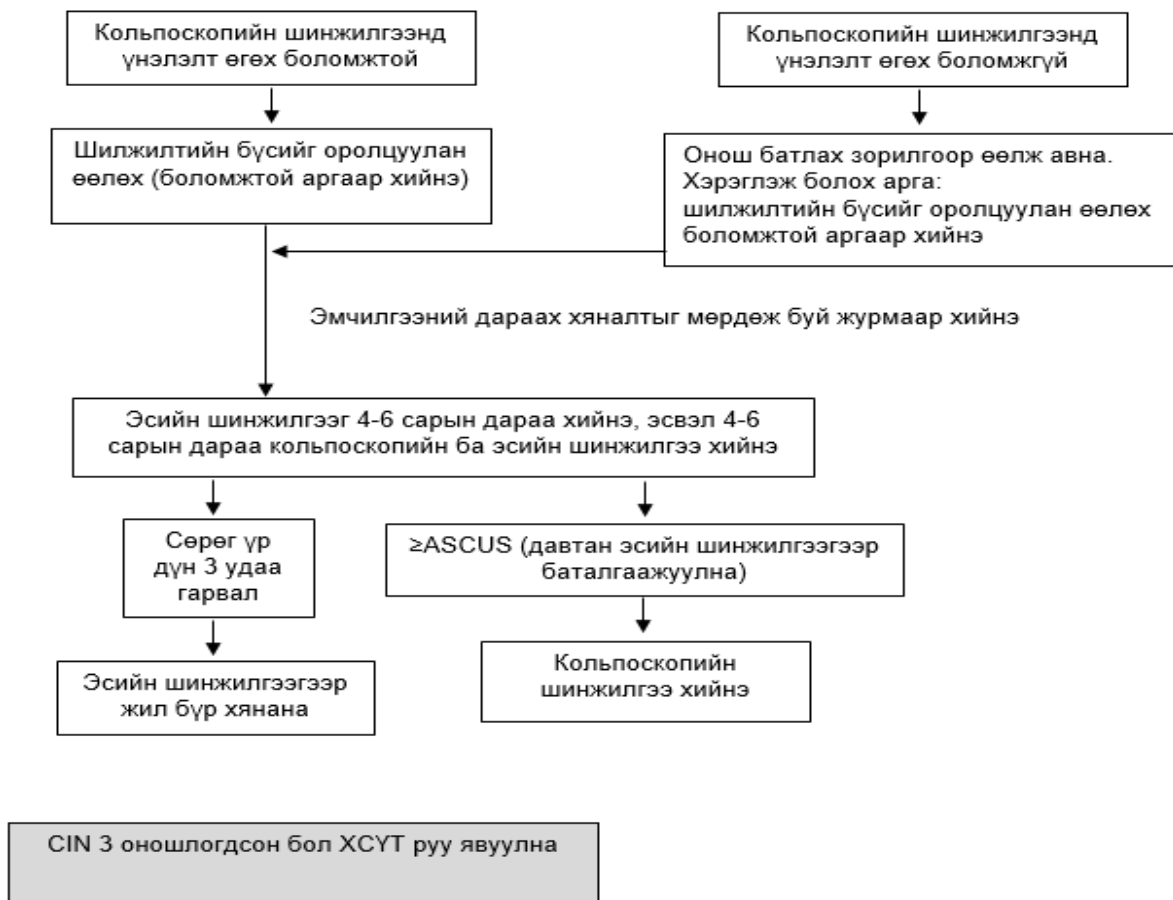 Кольпоскопийн шинжилгээнд
үнэлэлт өгөх боломжтой
Кольпоскопийн шинжилгээнд
үнэлэлт өгөх боломжгүй
Шилжилтийн бүсийг оролцуулан
өөлөх (боломжтой аргаар хийнэ)
Онош батлах зорилгоор өөлж авна.
Хэрэглэж болох арга:
шилжилтийн бүсийг оролцуулан өөлөх
боломжтой аргаар хийнэ
Эмчилгээний дараах хяналтыг мөрдөж буй журмаар хийнэ
Эсийн шинжилгээг 4-6 сарын дараа хийнэ, эсвэл 4-6
сарын дараа кольпоскопийн ба эсийн шинжилгээ хийнэ
Сөрөг үр
дүн 3 удаа
гарвал
≥ASCUS (давтан эсийн шинжилгээгээр
баталгаажуулна)
Эсийн шинжилгээгээр
жил бүр хянана
Кольпоскопийн
шинжилгээ хийнэ
CIN 3 оношлогдсон бол ХСҮТ руу явуулна